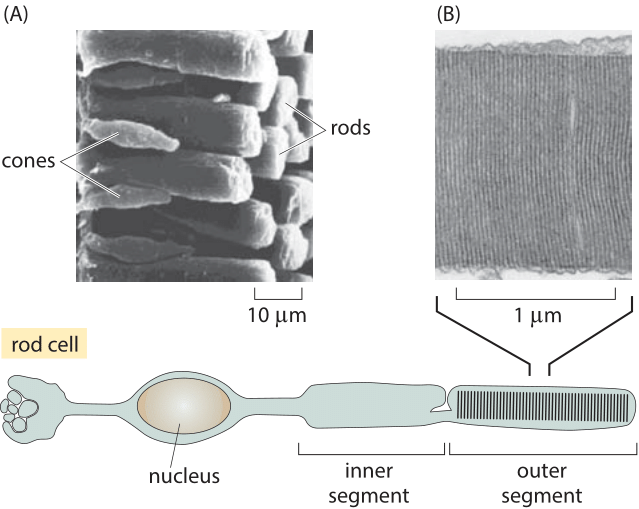 (A)
(B)
rods
cones
10 μm
1 μm
rod cell
nucleus
inner
segment
outer
segment